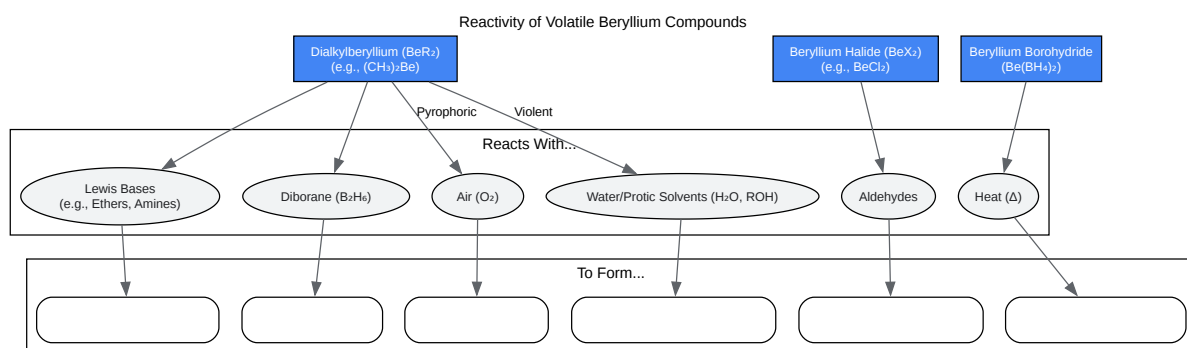 Reactivity of Volatile Beryllium Compounds
Dialkylberyllium (BeR₂)
(e.g., (CH₃)₂Be)
Beryllium Halide (BeX₂)
(e.g., BeCl₂)
Beryllium Borohydride
(Be(BH₄)₂)
Pyrophoric
Violent
Reacts With...
Lewis Bases
(e.g., Ethers, Amines)
Diborane (B₂H₆)
Air (O₂)
Water/Protic Solvents (H₂O, ROH)
Aldehydes
Heat (Δ)
To Form...